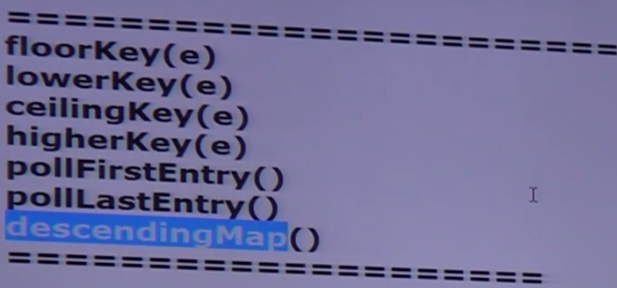 =========================
floorKey(e)
lowerKey(e)
ceilingKey(e)
higherKey(e)
pollFirstEntry()
pollLastEntry()
descendingMap()
======================